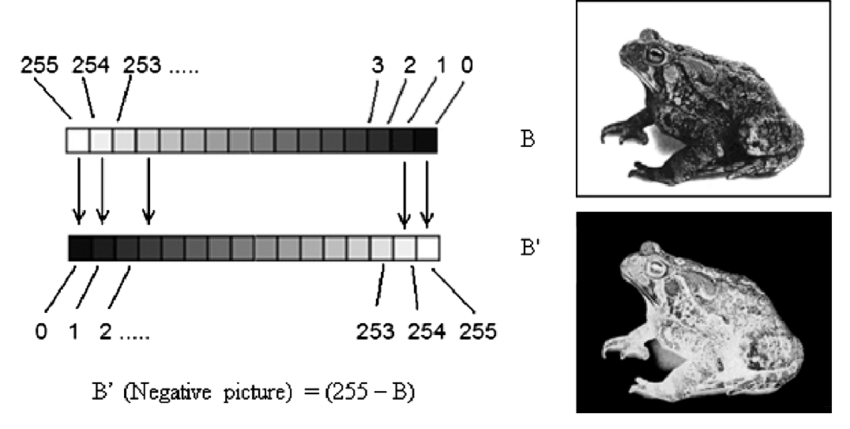 255 254 253 ..... 3 2 1 0
B
B'
0 1 2 ..... 253 254 255
B' (Negative picture) = (255 – B)